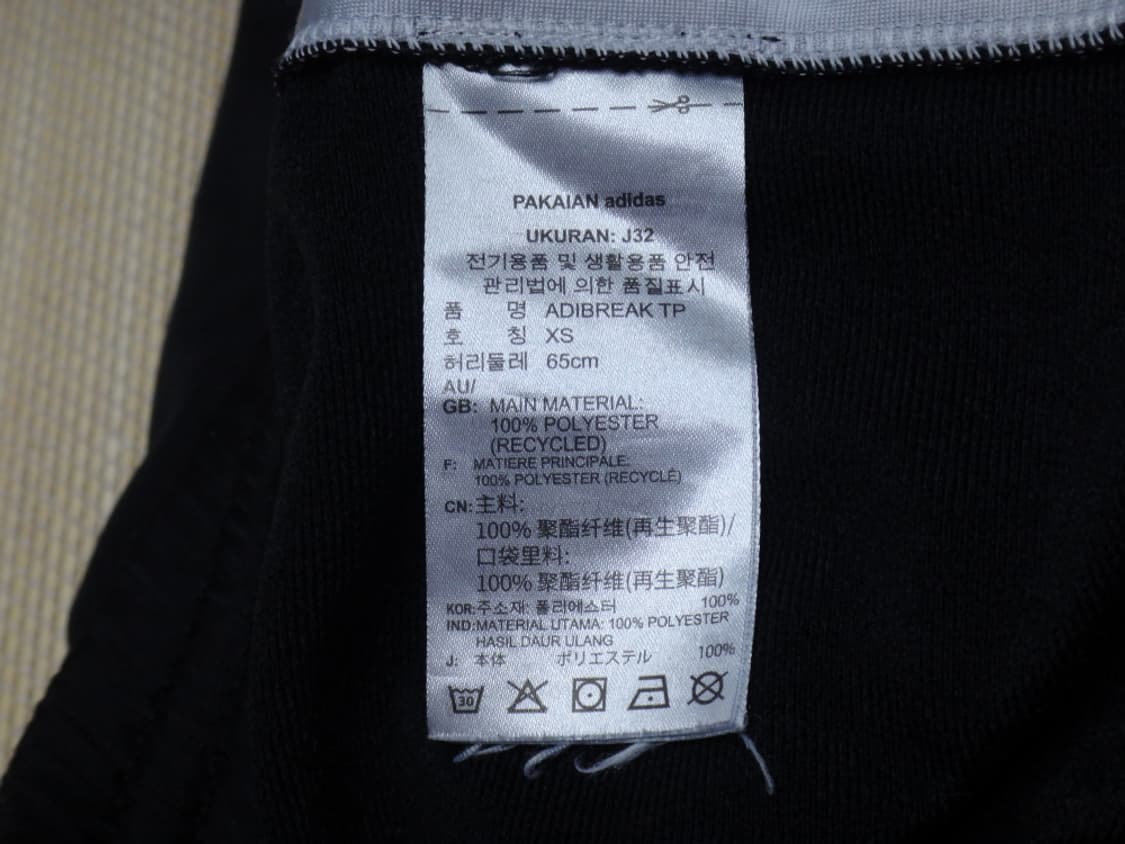 PAKAIAN adidas
UKURAN: J32
전기용품 및 생활용품 안전
관리법에 의한 품질표시
품 명 ADIBREAK TP
호 칭 XS
허리둘레 65cm
AU/
GB: MAIN MATERIAL:
100% POLYESTER
(RECYCLED)
F: MATIERE PRINCIPALE:
100% POLYESTER (RECYCLÉ)
CN: 主料:
100% 聚酯纤维(再生聚酯)/
口袋里料:
100% 聚酯纤维(再生聚酯)
KOR: 주소재: 폴리에스터 100%
IND: MATERIAL UTAMA: 100% POLYESTER
HASIL DAUR ULANG
J: 本体 ポリエステル 100%
30